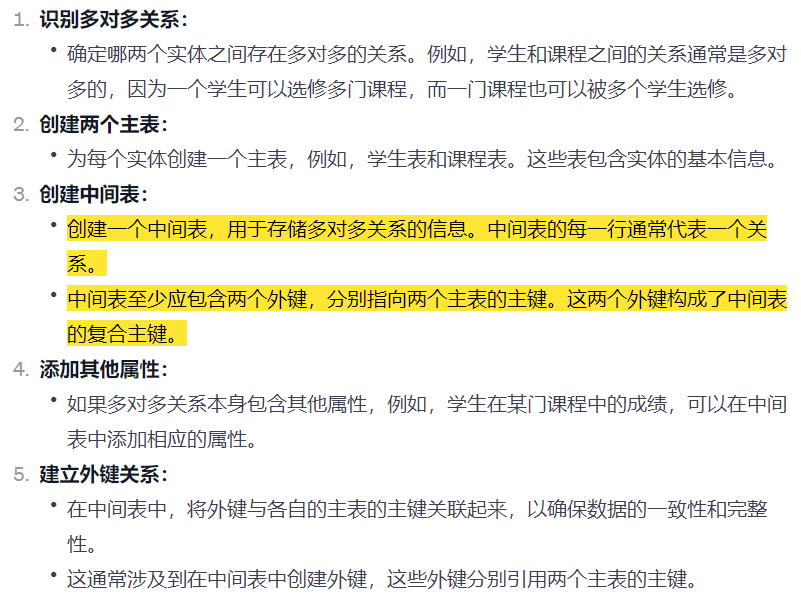 1. 识别多对多关系：
• 确定哪两个实体之间存在多对多的关系。例如，学生和课程之间的关系通常是多对
多的，因为一个学生可以选修多门课程，而一门课程也可以被多个学生选修。
2. 创建两个主表：
• 为每个实体创建一个主表，例如，学生表和课程表。这些表包含实体的基本信息。
3. 创建中间表：
• 创建一个中间表，用于存储多对多关系的信息。中间表的每一行通常代表一个关
系。
• 中间表至少应包含两个外键，分别指向两个主表的主键。这两个外键构成了中间表
的复合主键。
4. 添加其他属性：
• 如果多对多关系本身包含其他属性，例如，学生在某门课程中的成绩，可以在中间
表中添加相应的属性。
5. 建立外键关系：
• 在中间表中，将外键与各自的主表的主键关联起来，以确保数据的一致性和完整
性。
• 这通常涉及到在中间表中创建外键，这些外键分别引用两个主表的主键。